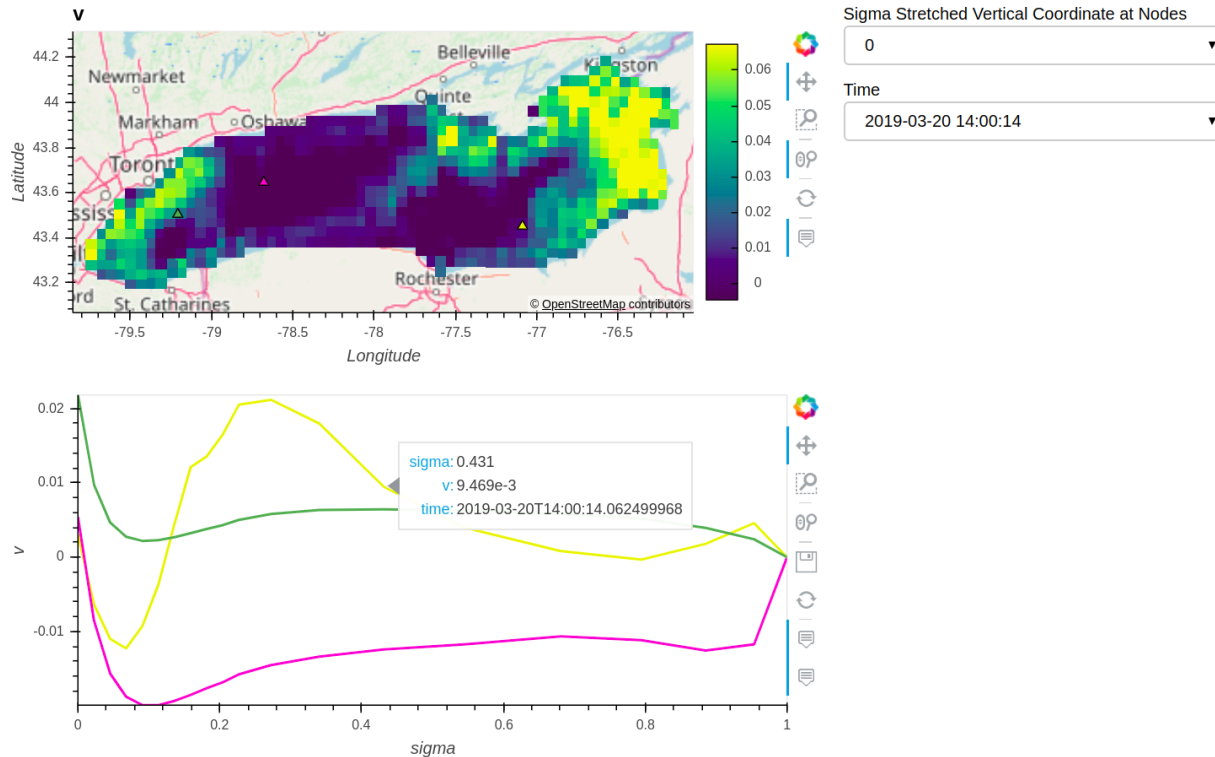 v
Sigma Stretched Vertical Coordinate at Nodes
0
Time
2019-03-20 14:00:14
Latitude
44.2
44
43.8
43.6
43.4
43.2
Belleville
Kingston
Newmarket
Quinte
Markham
Oshawa
Toront
ssiss
Rochester
rd
St. Catharines
© OpenStreetMap contributors
-79.5
-79
-78.5
-78
-77.5
-77
-76.5
Longitude
0.06
0.05
0.04
0.03
0.02
0.01
0
v
0.02
0.01
0
-0.01
sigma: 0.431
v: 9.469e-3
time: 2019-03-20T14:00:14.062499968
0
0.2
0.4
0.6
0.8
1
sigma